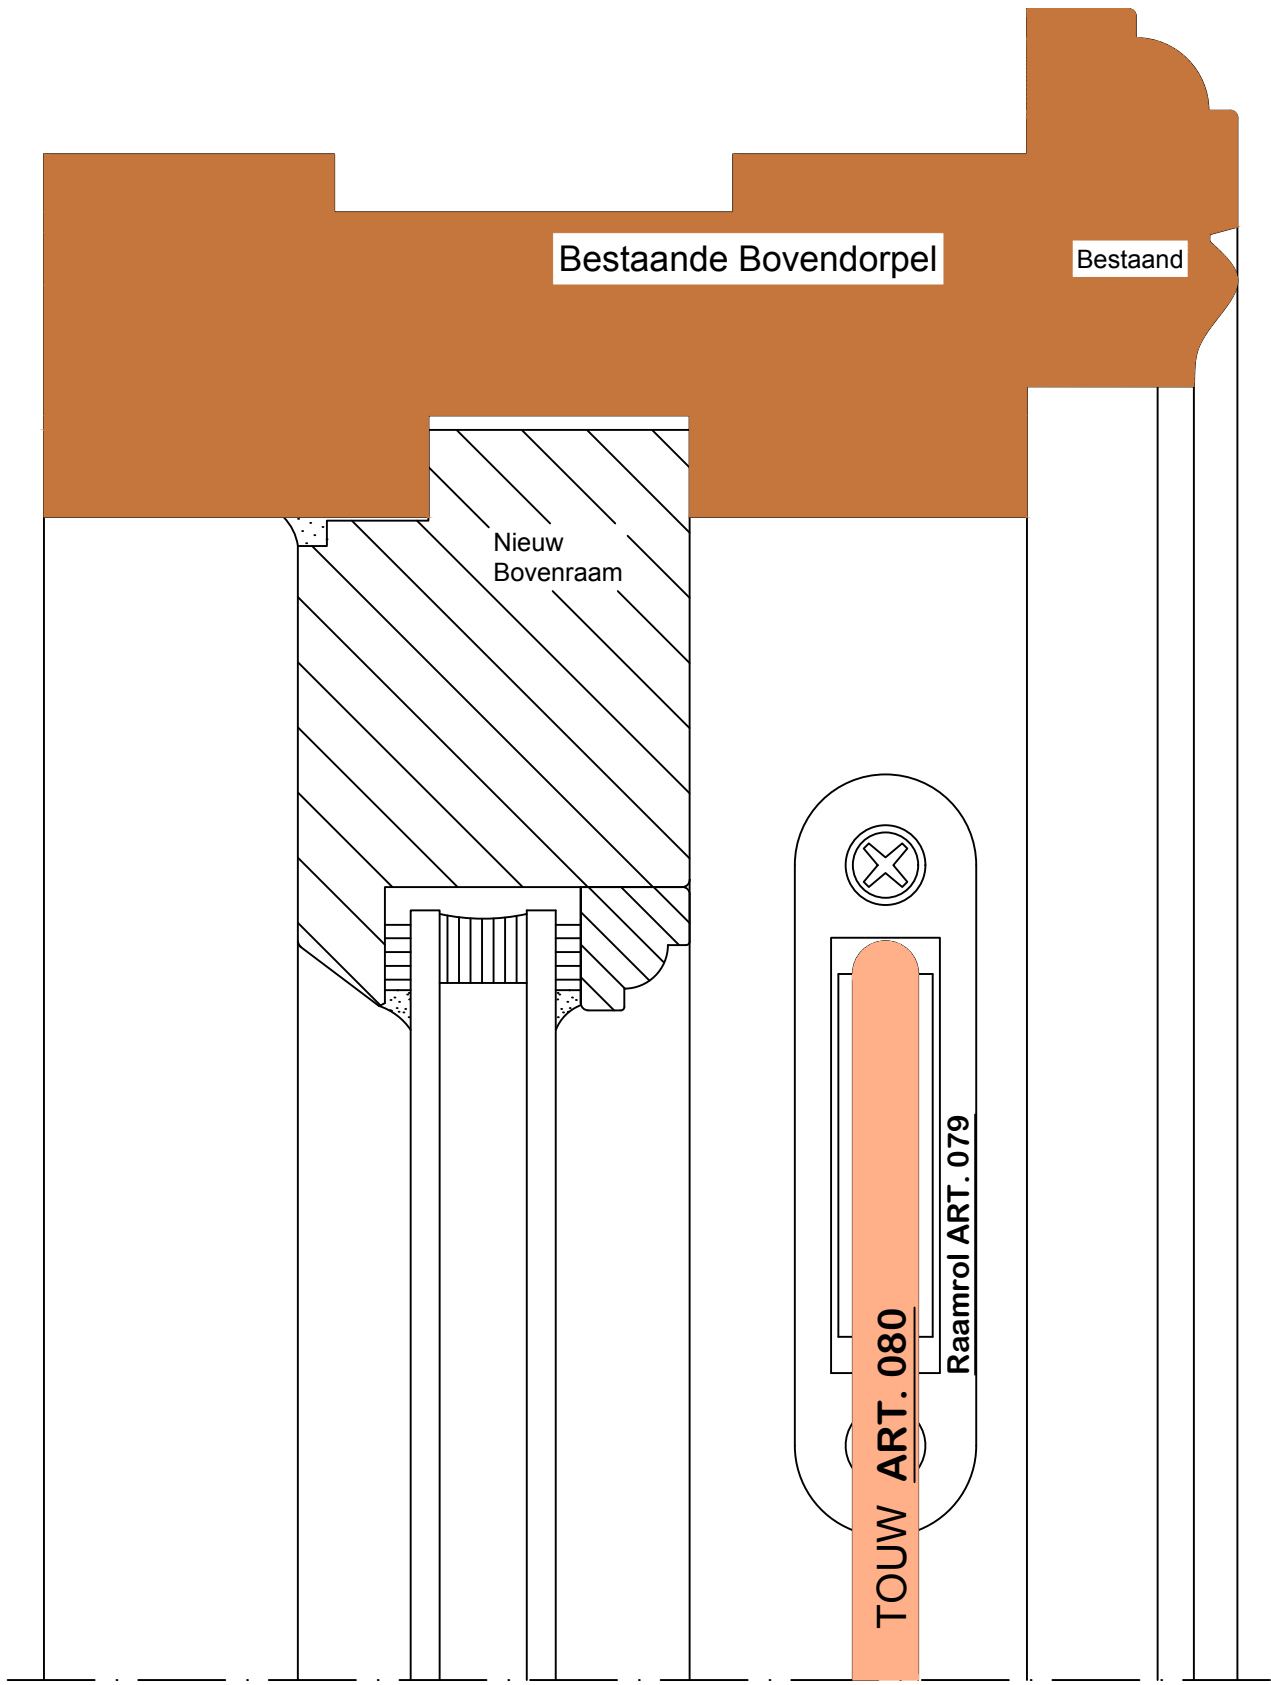 Bestaande Bovendorpel
Bestaand
Nieuw
Bovenraam
Raamrol ART. 079
TOUW ART. 080